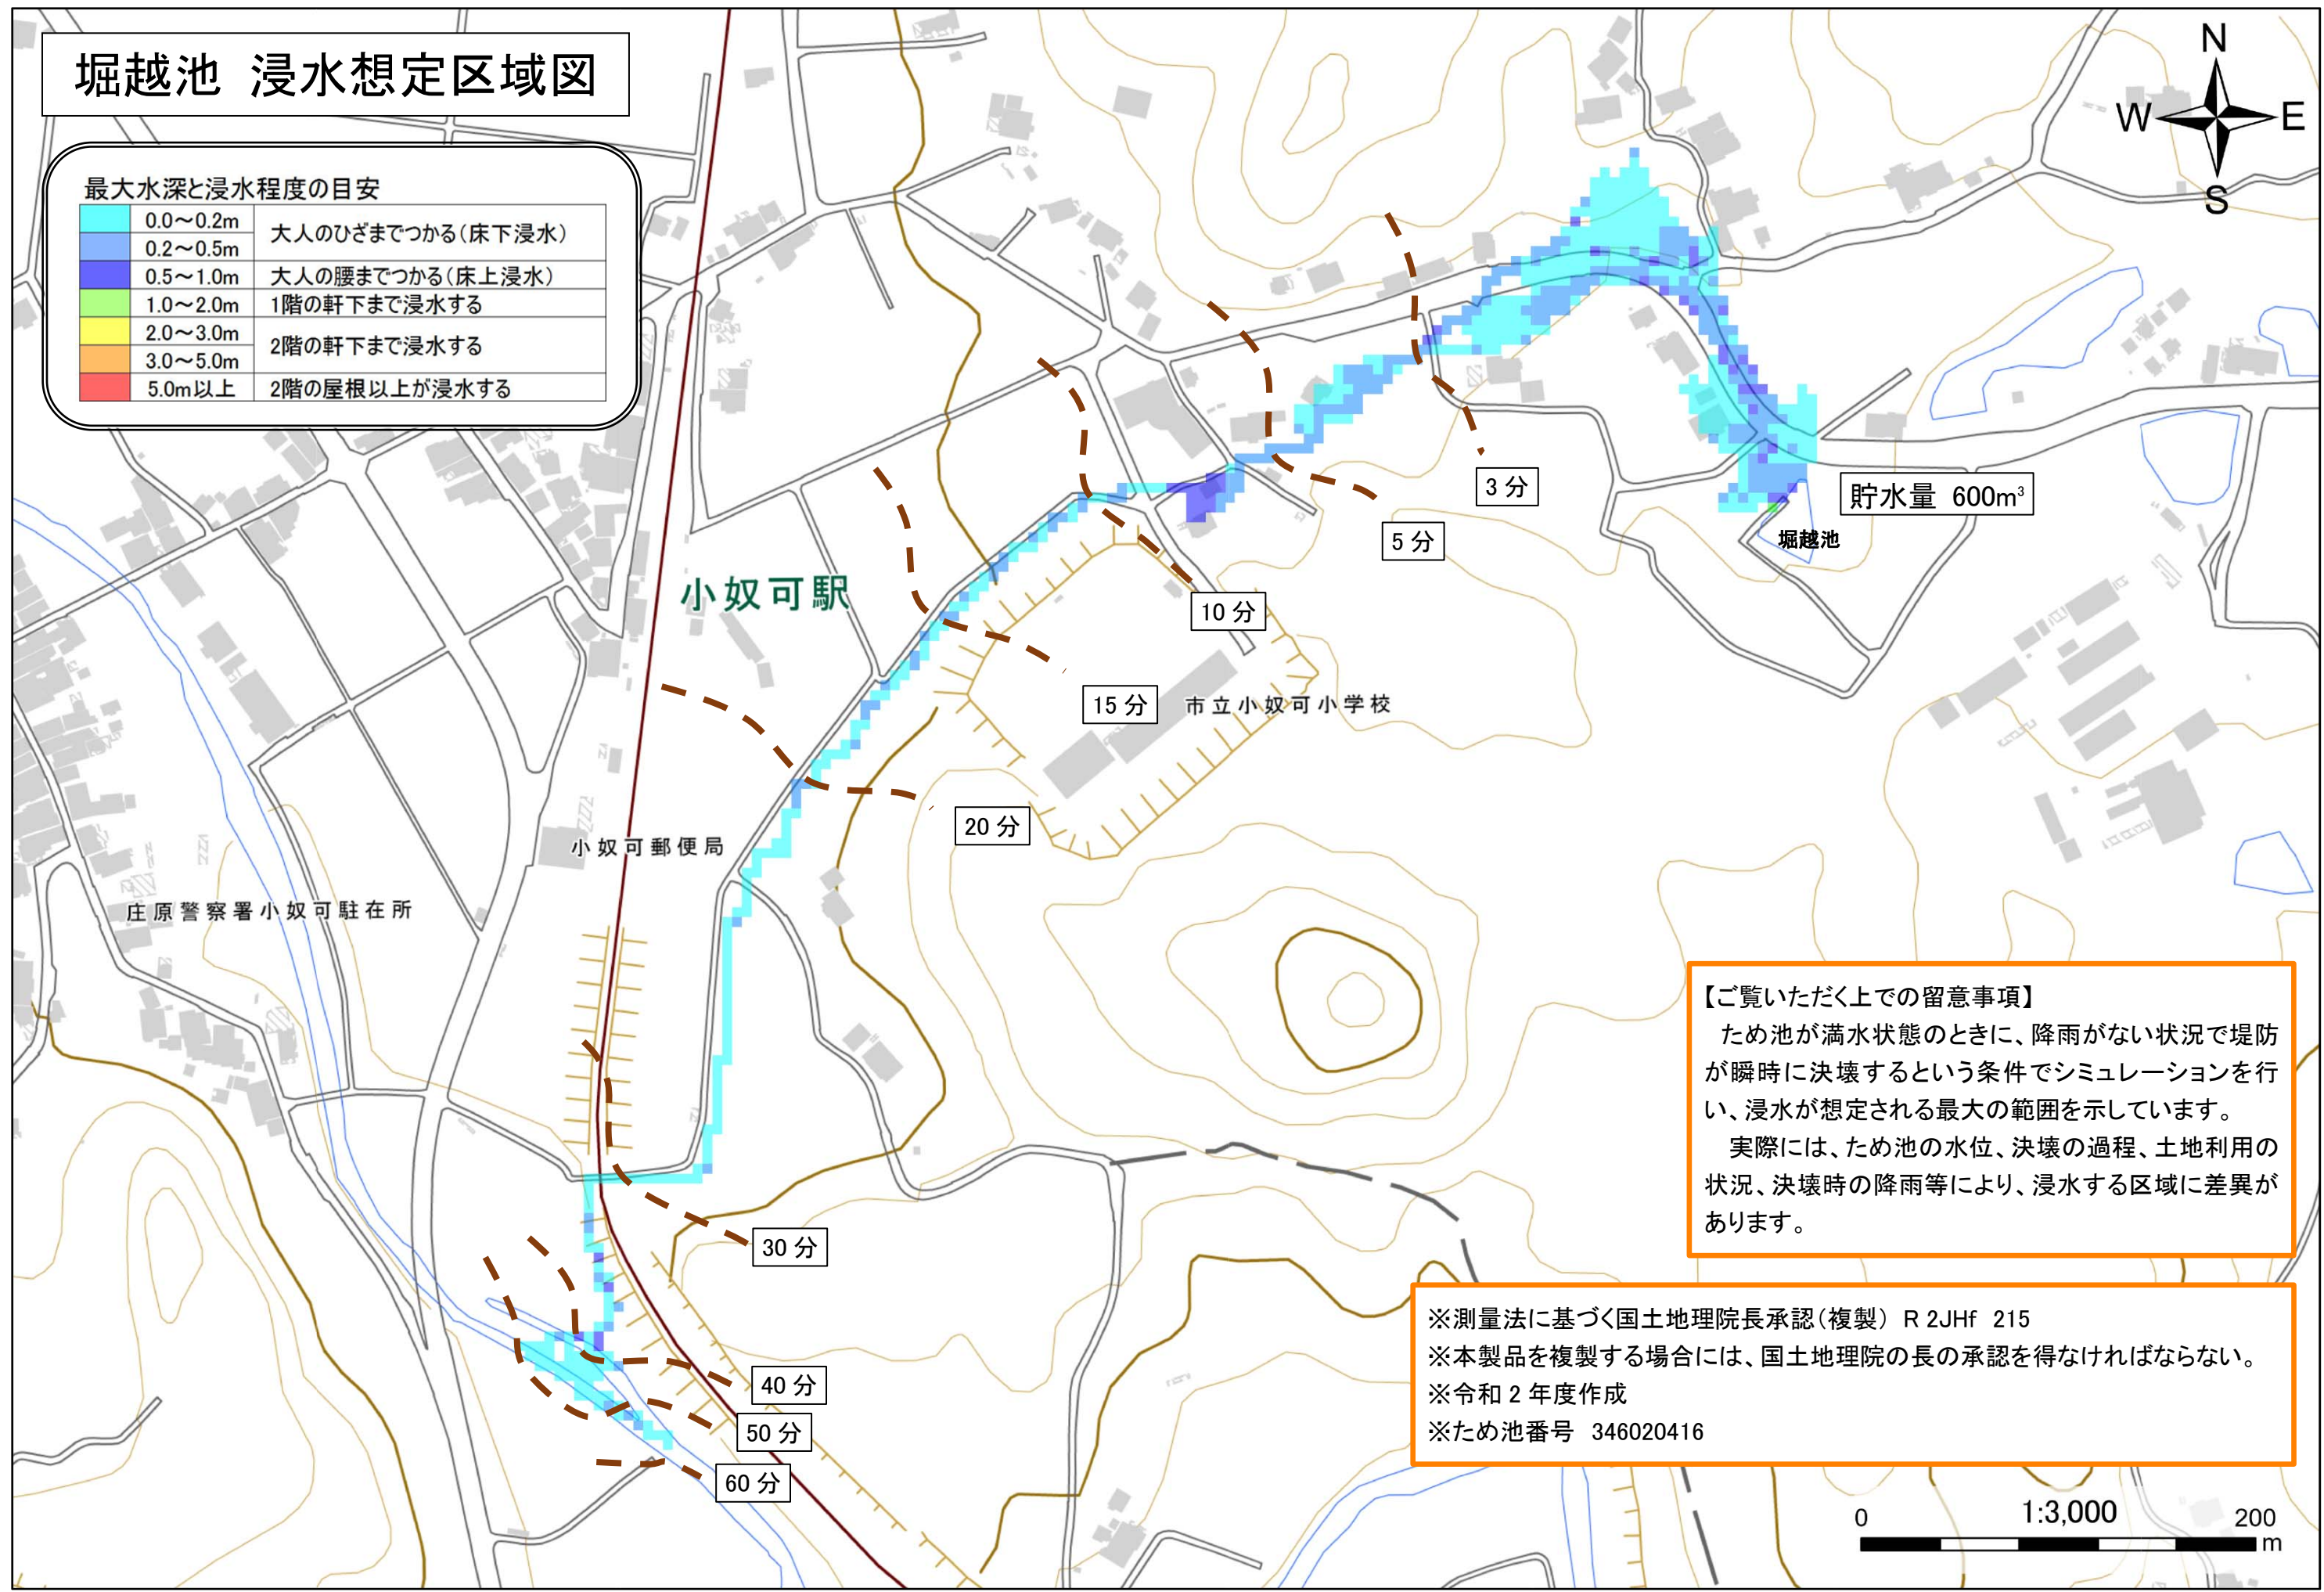 堀越池 浸水想定区域図
N
W
E
S
最大水深と浸水程度の目安
0.0～0.2m
大人のひざまでつかる（床下浸水）
0.2～0.5m
0.5～1.0m 大人の腰までつかる（床上浸水）
1.0～2.0m 1階の軒下まで浸水する
2.0～3.0m
2階の軒下まで浸水する
3.0～5.0m
5.0m以上 2階の屋根以上が浸水する
3 分
貯水量 600m³
5 分
堀越池
小奴可駅
10 分
15 分
市立小奴可小学校
20 分
小奴可郵便局
庄原警察署小奴可駐在所
30 分
40 分
50 分
60 分
【ご覧いただく上での留意事項】
ため池が満水状態のときに、降雨がない状況で堤防
が瞬時に決壊するという条件でシミュレーションを行
い、浸水が想定される最大の範囲を示しています。
実際には、ため池の水位、決壊の過程、土地利用の
状況、決壊時の降雨等により、浸水する区域に差異が
あります。
※測量法に基づく国土地理院長承認（複製） R 2JHf 215
※本製品を複製する場合には、国土地理院の長の承認を得なければならない。
※令和 2 年度作成
※ため池番号 346020416
0 1:3,000 200
m